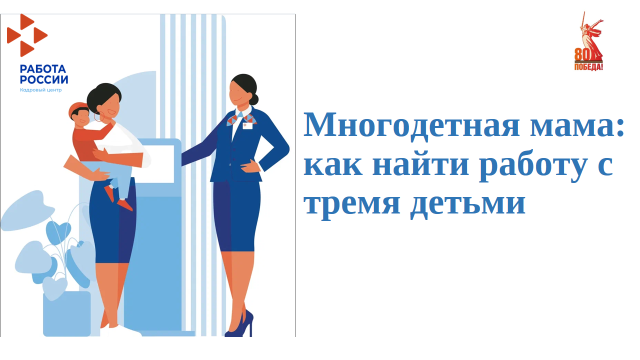 РАБОТА
РОССИИ
Кадровый центр
80
ПОБЕДА!
Многодетная мама:
как найти работу с
тремя детьми